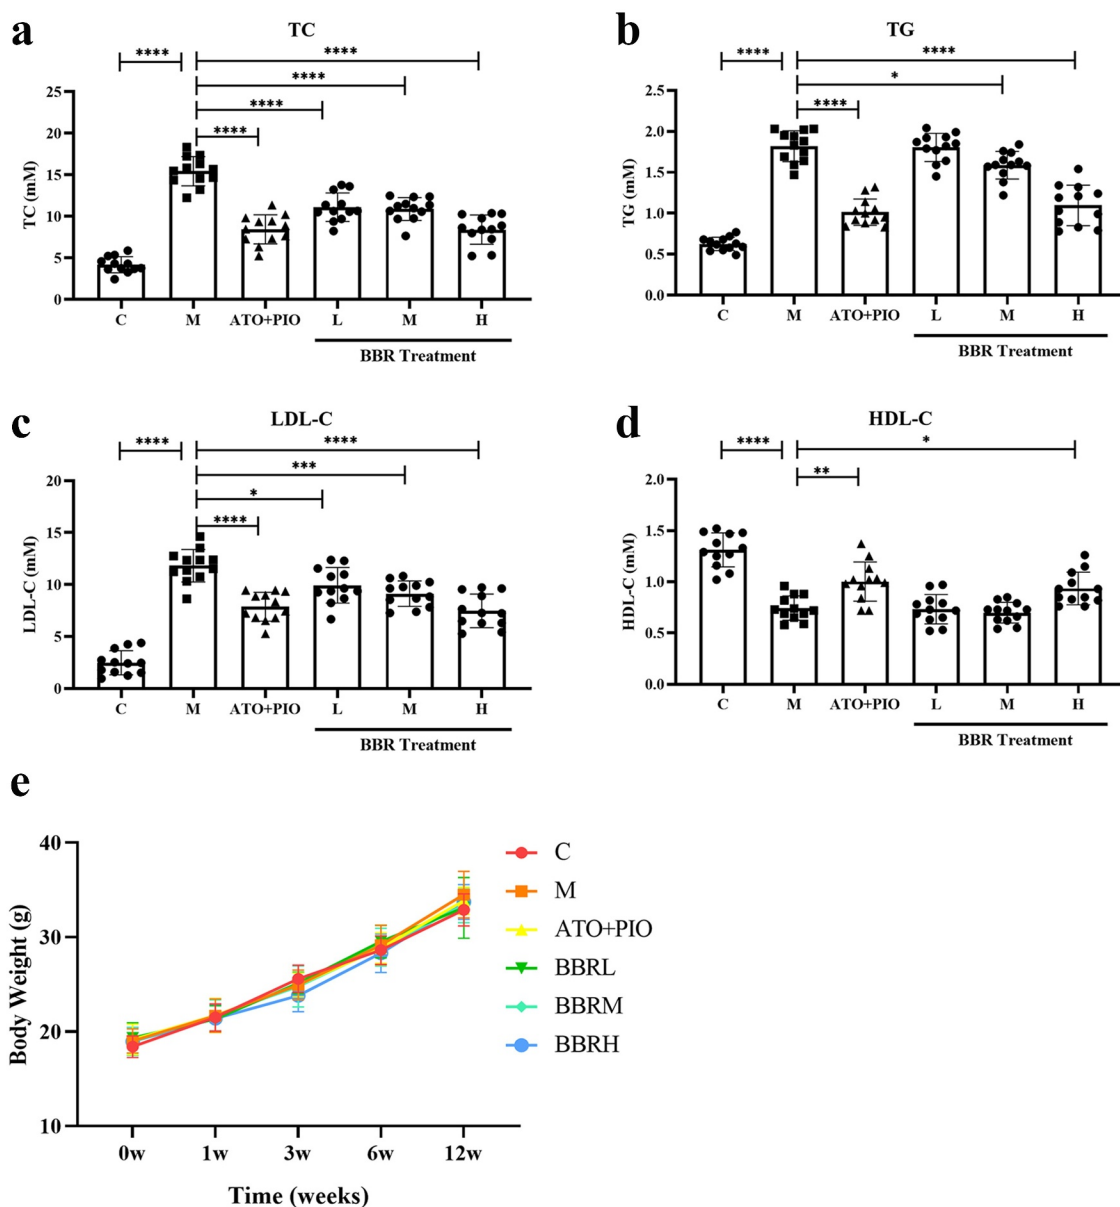 a
TC
****
****
****
****
****
TC (mM)
25
20
15
10
5
0
C M ATO+PIO L M H
BBR Treatment
b
TG
****
****
*
****
TG (mM)
2.5
2.0
1.5
1.0
0.5
0.0
C M ATO+PIO L M H
BBR Treatment
c
LDL-C
****
****
***
*
****
LDL-C (mM)
20
15
10
5
0
C M ATO+PIO L M H
BBR Treatment
d
HDL-C
****
*
**
HDL-C (mM)
2.0
1.5
1.0
0.5
0.0
C M ATO+PIO L M H
BBR Treatment
e
Body Weight (g)
40
30
20
10
0w 1w 3w 6w 12w
Time (weeks)
C
M
ATO+PIO
BBRL
BBRM
BBRH